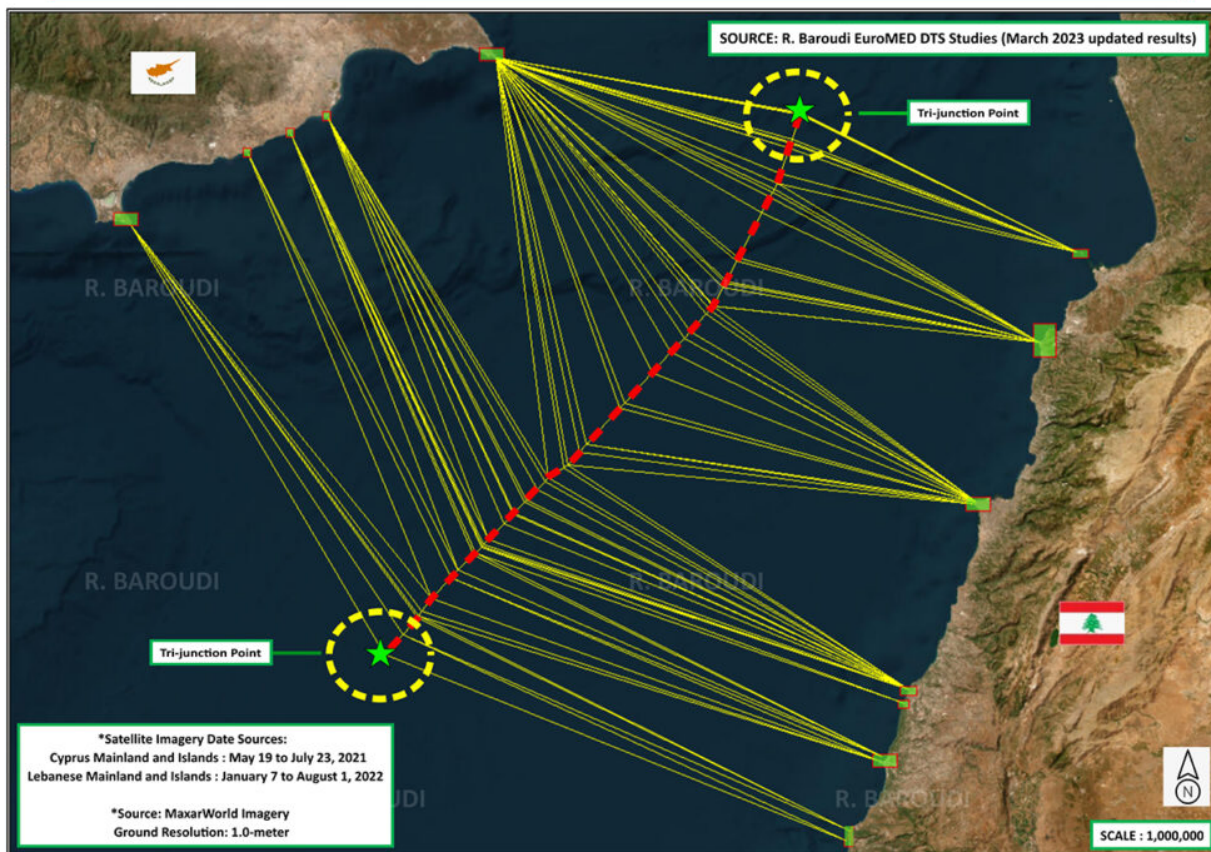 SOURCE: R. Baroudi EuroMED DTS Studies (March 2023 updated results)
Tri-junction Point
R. BAROUDI
R. BAROUDI
R. BAROUDI
R. BAROUDI
Tri-junction Point
*Satellite Imagery Date Sources:
Cyprus Mainland and Islands : May 19 to July 23, 2021
Lebanese Mainland and Islands : January 7 to August 1, 2022
*Source: MaxarWorld Imagery
Ground Resolution: 1.0-meter
R. BAROUDI
N
SCALE : 1,000,000